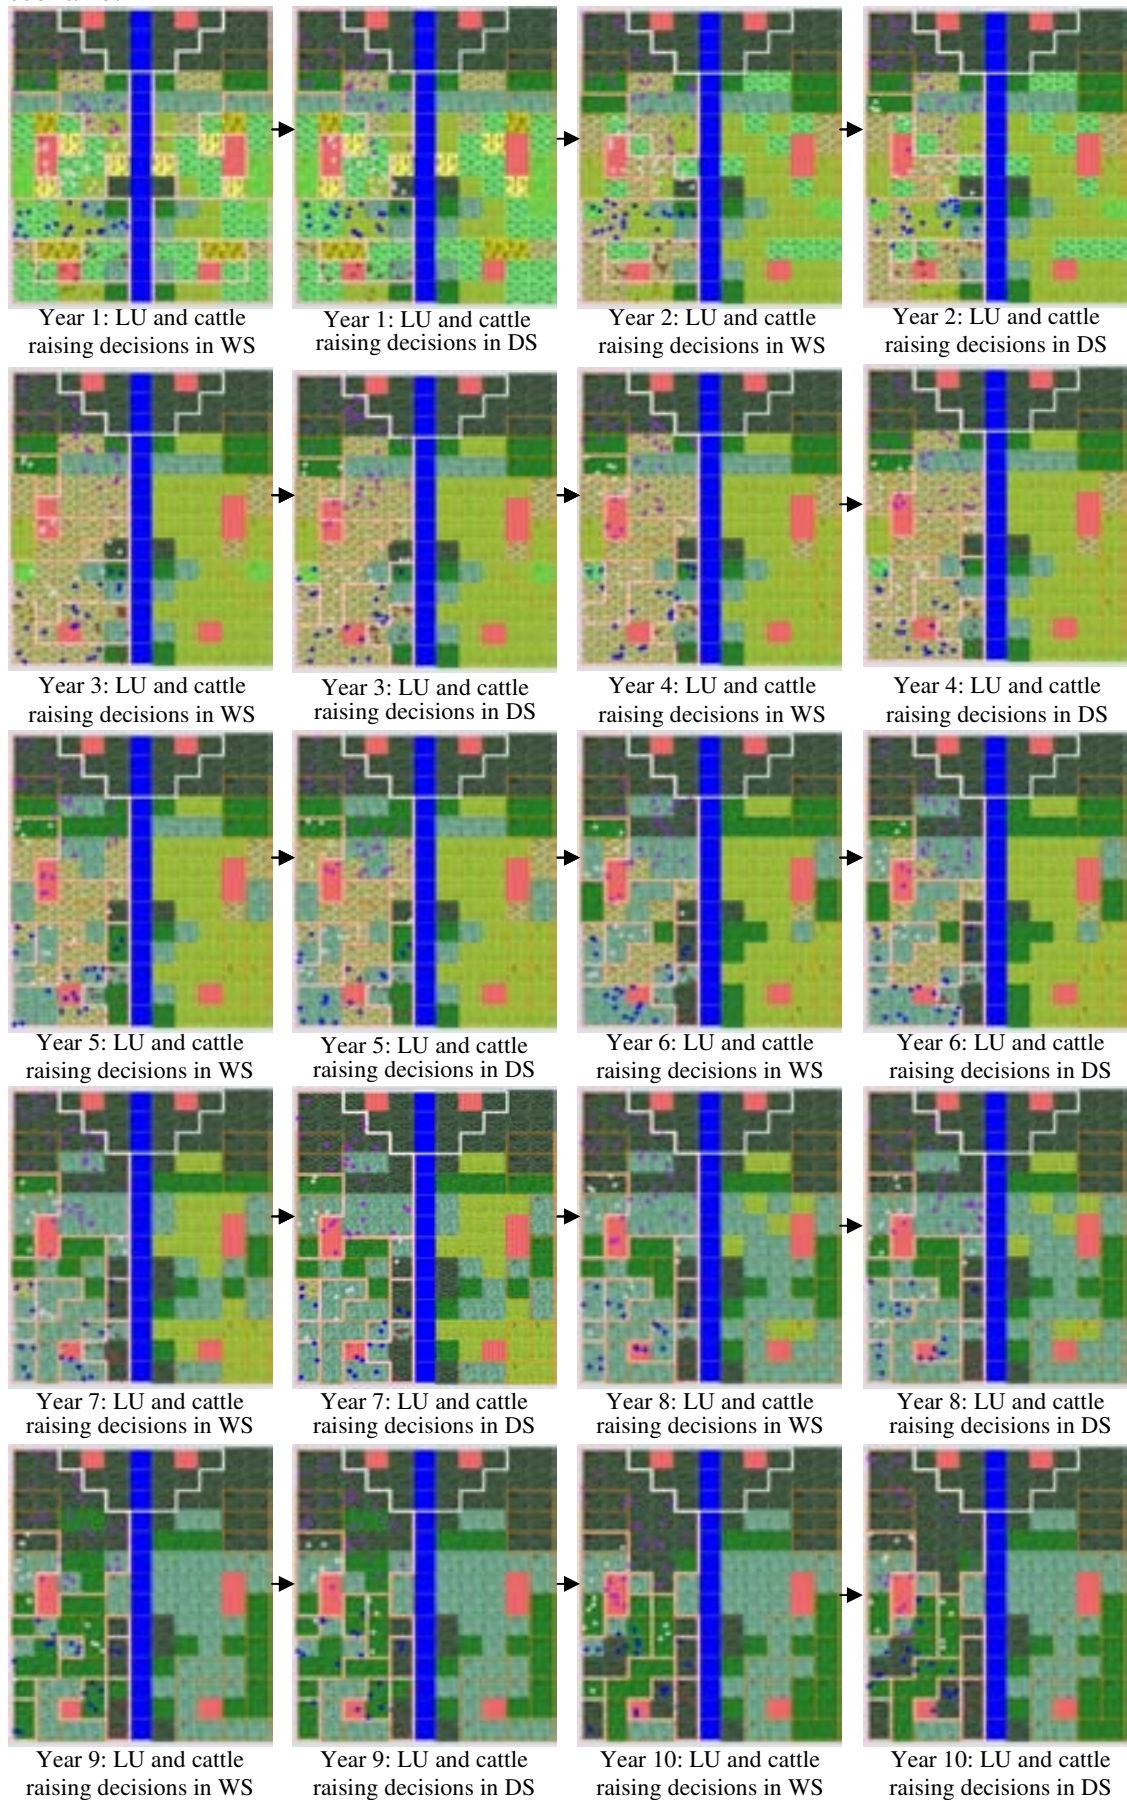 Year 1: LU and cattle
raising decisions in WS
Year 1: LU and cattle
raising decisions in DS
Year 2: LU and cattle
raising decisions in WS
Year 2: LU and cattle
raising decisions in DS
Year 3: LU and cattle
raising decisions in WS
Year 3: LU and cattle
raising decisions in DS
Year 4: LU and cattle
raising decisions in WS
Year 4: LU and cattle
raising decisions in DS
Year 5: LU and cattle
raising decisions in WS
Year 5: LU and cattle
raising decisions in DS
Year 6: LU and cattle
raising decisions in WS
Year 6: LU and cattle
raising decisions in DS
Year 7: LU and cattle
raising decisions in WS
Year 7: LU and cattle
raising decisions in DS
Year 8: LU and cattle
raising decisions in WS
Year 8: LU and cattle
raising decisions in DS
Year 9: LU and cattle
raising decisions in WS
Year 9: LU and cattle
raising decisions in DS
Year 10: LU and cattle
raising decisions in WS
Year 10: LU and cattle
raising decisions in DS